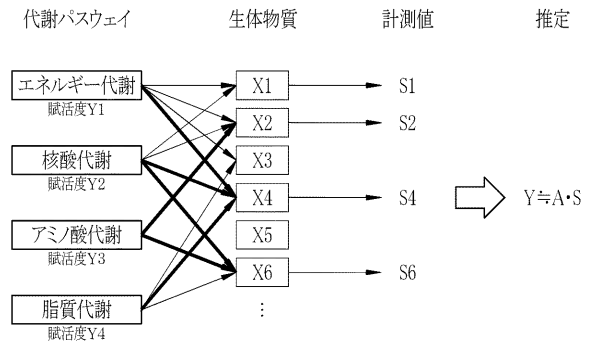 代謝パスウェイ 生体物質 計測値 推定
エネルギー代謝 X1 S1
賦活度Y1
X2 S2
核酸代謝 X3
賦活度Y2
X4 S4 Y≒A・S
アミノ酸代謝 X5
賦活度Y3
X6 S6
脂質代謝
賦活度Y4
⋮